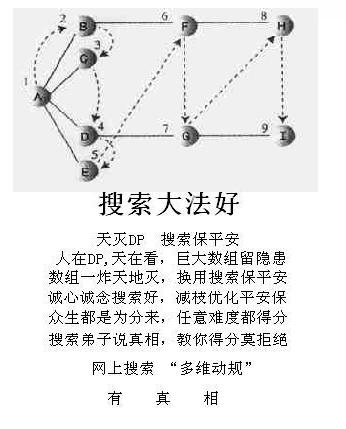 2 B 6 8 H
3 C F
1 A
4 D 7 G 9 I
5 E
搜索大法好
天灭DP 搜索保平安
人在DP,天在看，巨大数组留隐患
数组一炸天地灭，换用搜索保平安
诚心诚念搜索好，减枝优化平安保
众生都是为分来，任意难度都得分
搜索弟子说真相，教你得分莫拒绝
网上搜索 “多维动规”
有 真 相